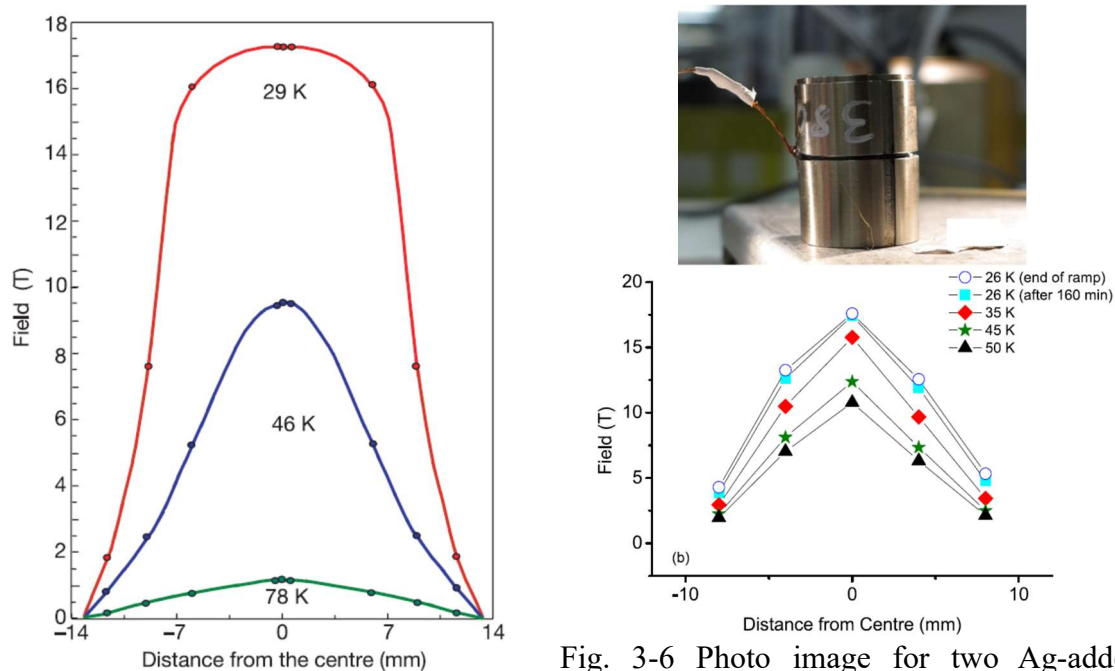 18
16
14
12
10
8
6
4
2
0
Field (T)
29 K
46 K
78 K
−14
−7
0
7
14
Distance from the centre (mm)
380
26 K (end of ramp)
26 K (after 160 min)
35 K
45 K
50 K
20
15
10
5
0
Field (T)
(b)
-10
0
10
Distance from Centre (mm)
Fig. 3-6 Photo image for two Ag-add